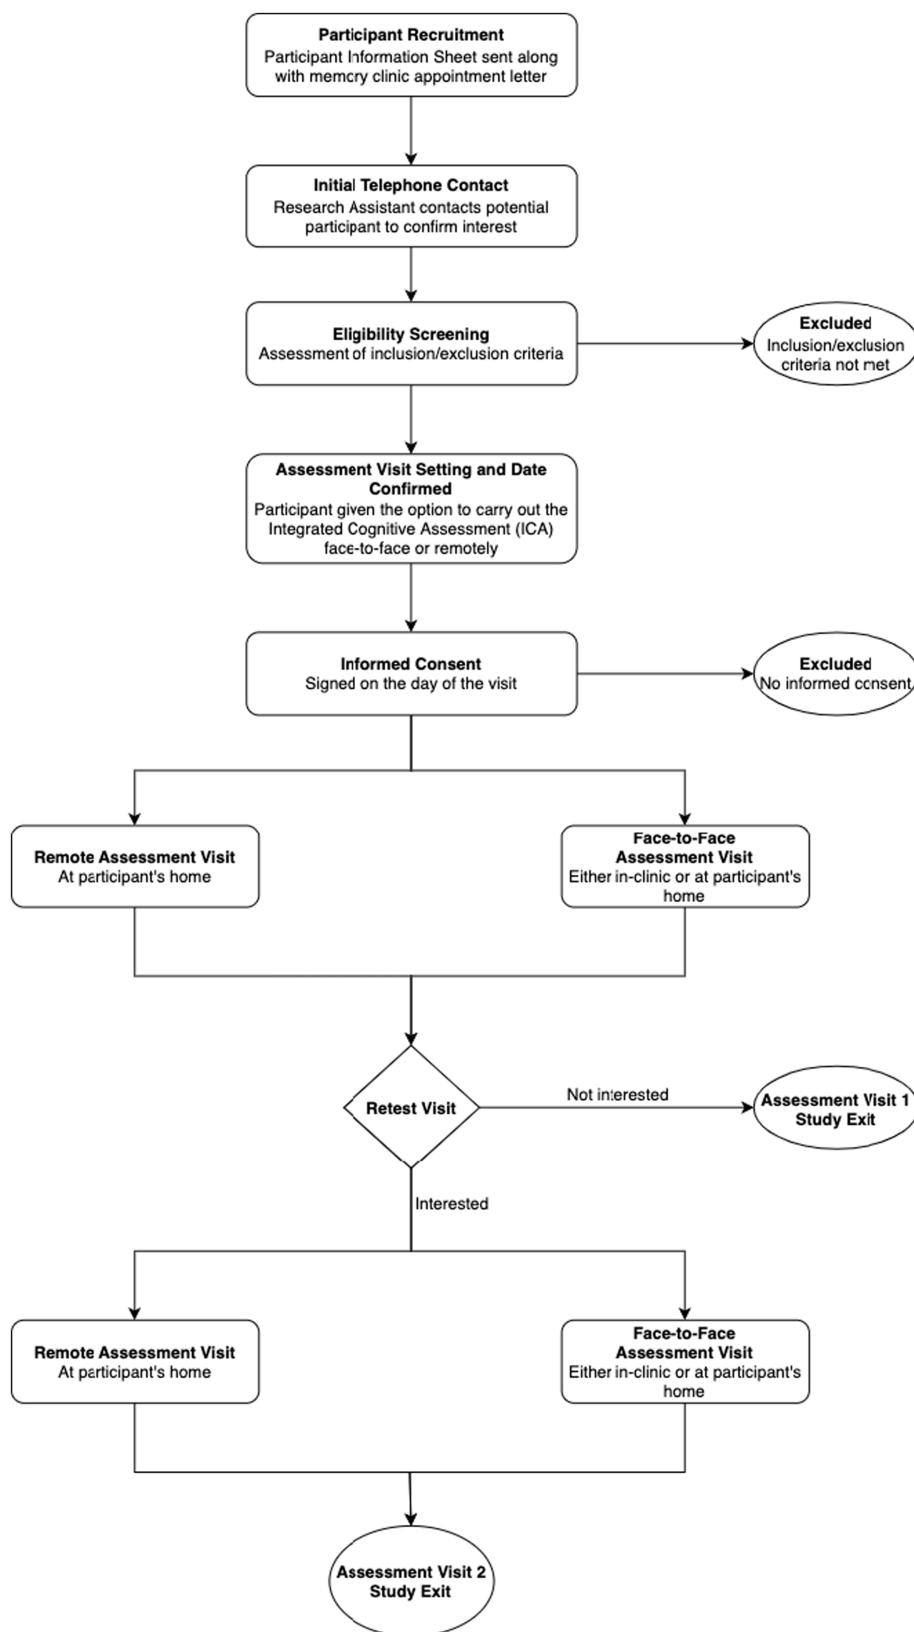 Participant Recruitment
Participant Information Sheet sent along
with memory clinic appointment letter
Initial Telephone Contact
Research Assistant contacts potential
participant to confirm interest
Eligibility Screening
Assessment of inclusion/exclusion criteria
Excluded
Inclusion/exclusion
criteria not met
Assessment Visit Setting and Date
Confirmed
Participant given the option to carry out the
Integrated Cognitive Assessment (ICA)
face-to-face or remotely
Informed Consent
Signed on the day of the visit
Excluded
No informed consent
Remote Assessment Visit
At participant's home
Face-to-Face
Assessment Visit
Either in-clinic or at participant's
home
Retest Visit
Not interested
Assessment Visit 1
Study Exit
Interested
Remote Assessment Visit
At participant's home
Face-to-Face
Assessment Visit
Either in-clinic or at participant's
home
Assessment Visit 2
Study Exit